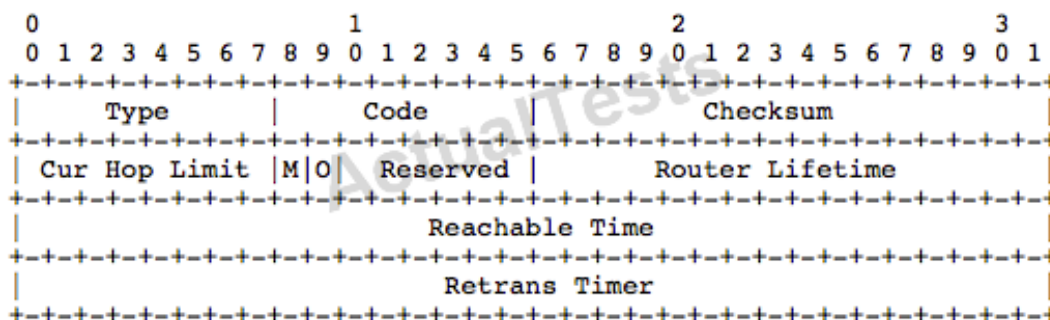 0 1 2 3
0 1 2 3 4 5 6 7 8 9 0 1 2 3 4 5 6 7 8 9 0 1 2 3 4 5 6 7 8 9 0 1
+-+-+-+-+-+-+-+-+-+-+-+-+-+-+-+-+-+-+-+-+-+-+-+-+-+-+-+-+-+-+-+-+
| Type | Code | Checksum |
+-+-+-+-+-+-+-+-+-+-+-+-+-+-+-+-+-+-+-+-+-+-+-+-+-+-+-+-+-+-+-+-+
| Cur Hop Limit |M|O| Reserved | Router Lifetime |
+-+-+-+-+-+-+-+-+-+-+-+-+-+-+-+-+-+-+-+-+-+-+-+-+-+-+-+-+-+-+-+-+
| Reachable Time |
+-+-+-+-+-+-+-+-+-+-+-+-+-+-+-+-+-+-+-+-+-+-+-+-+-+-+-+-+-+-+-+-+
| Retrans Timer |
+-+-+-+-+-+-+-+-+-+-+-+-+-+-+-+-+-+-+-+-+-+-+-+-+-+-+-+-+-+-+-+-+
ActualTests